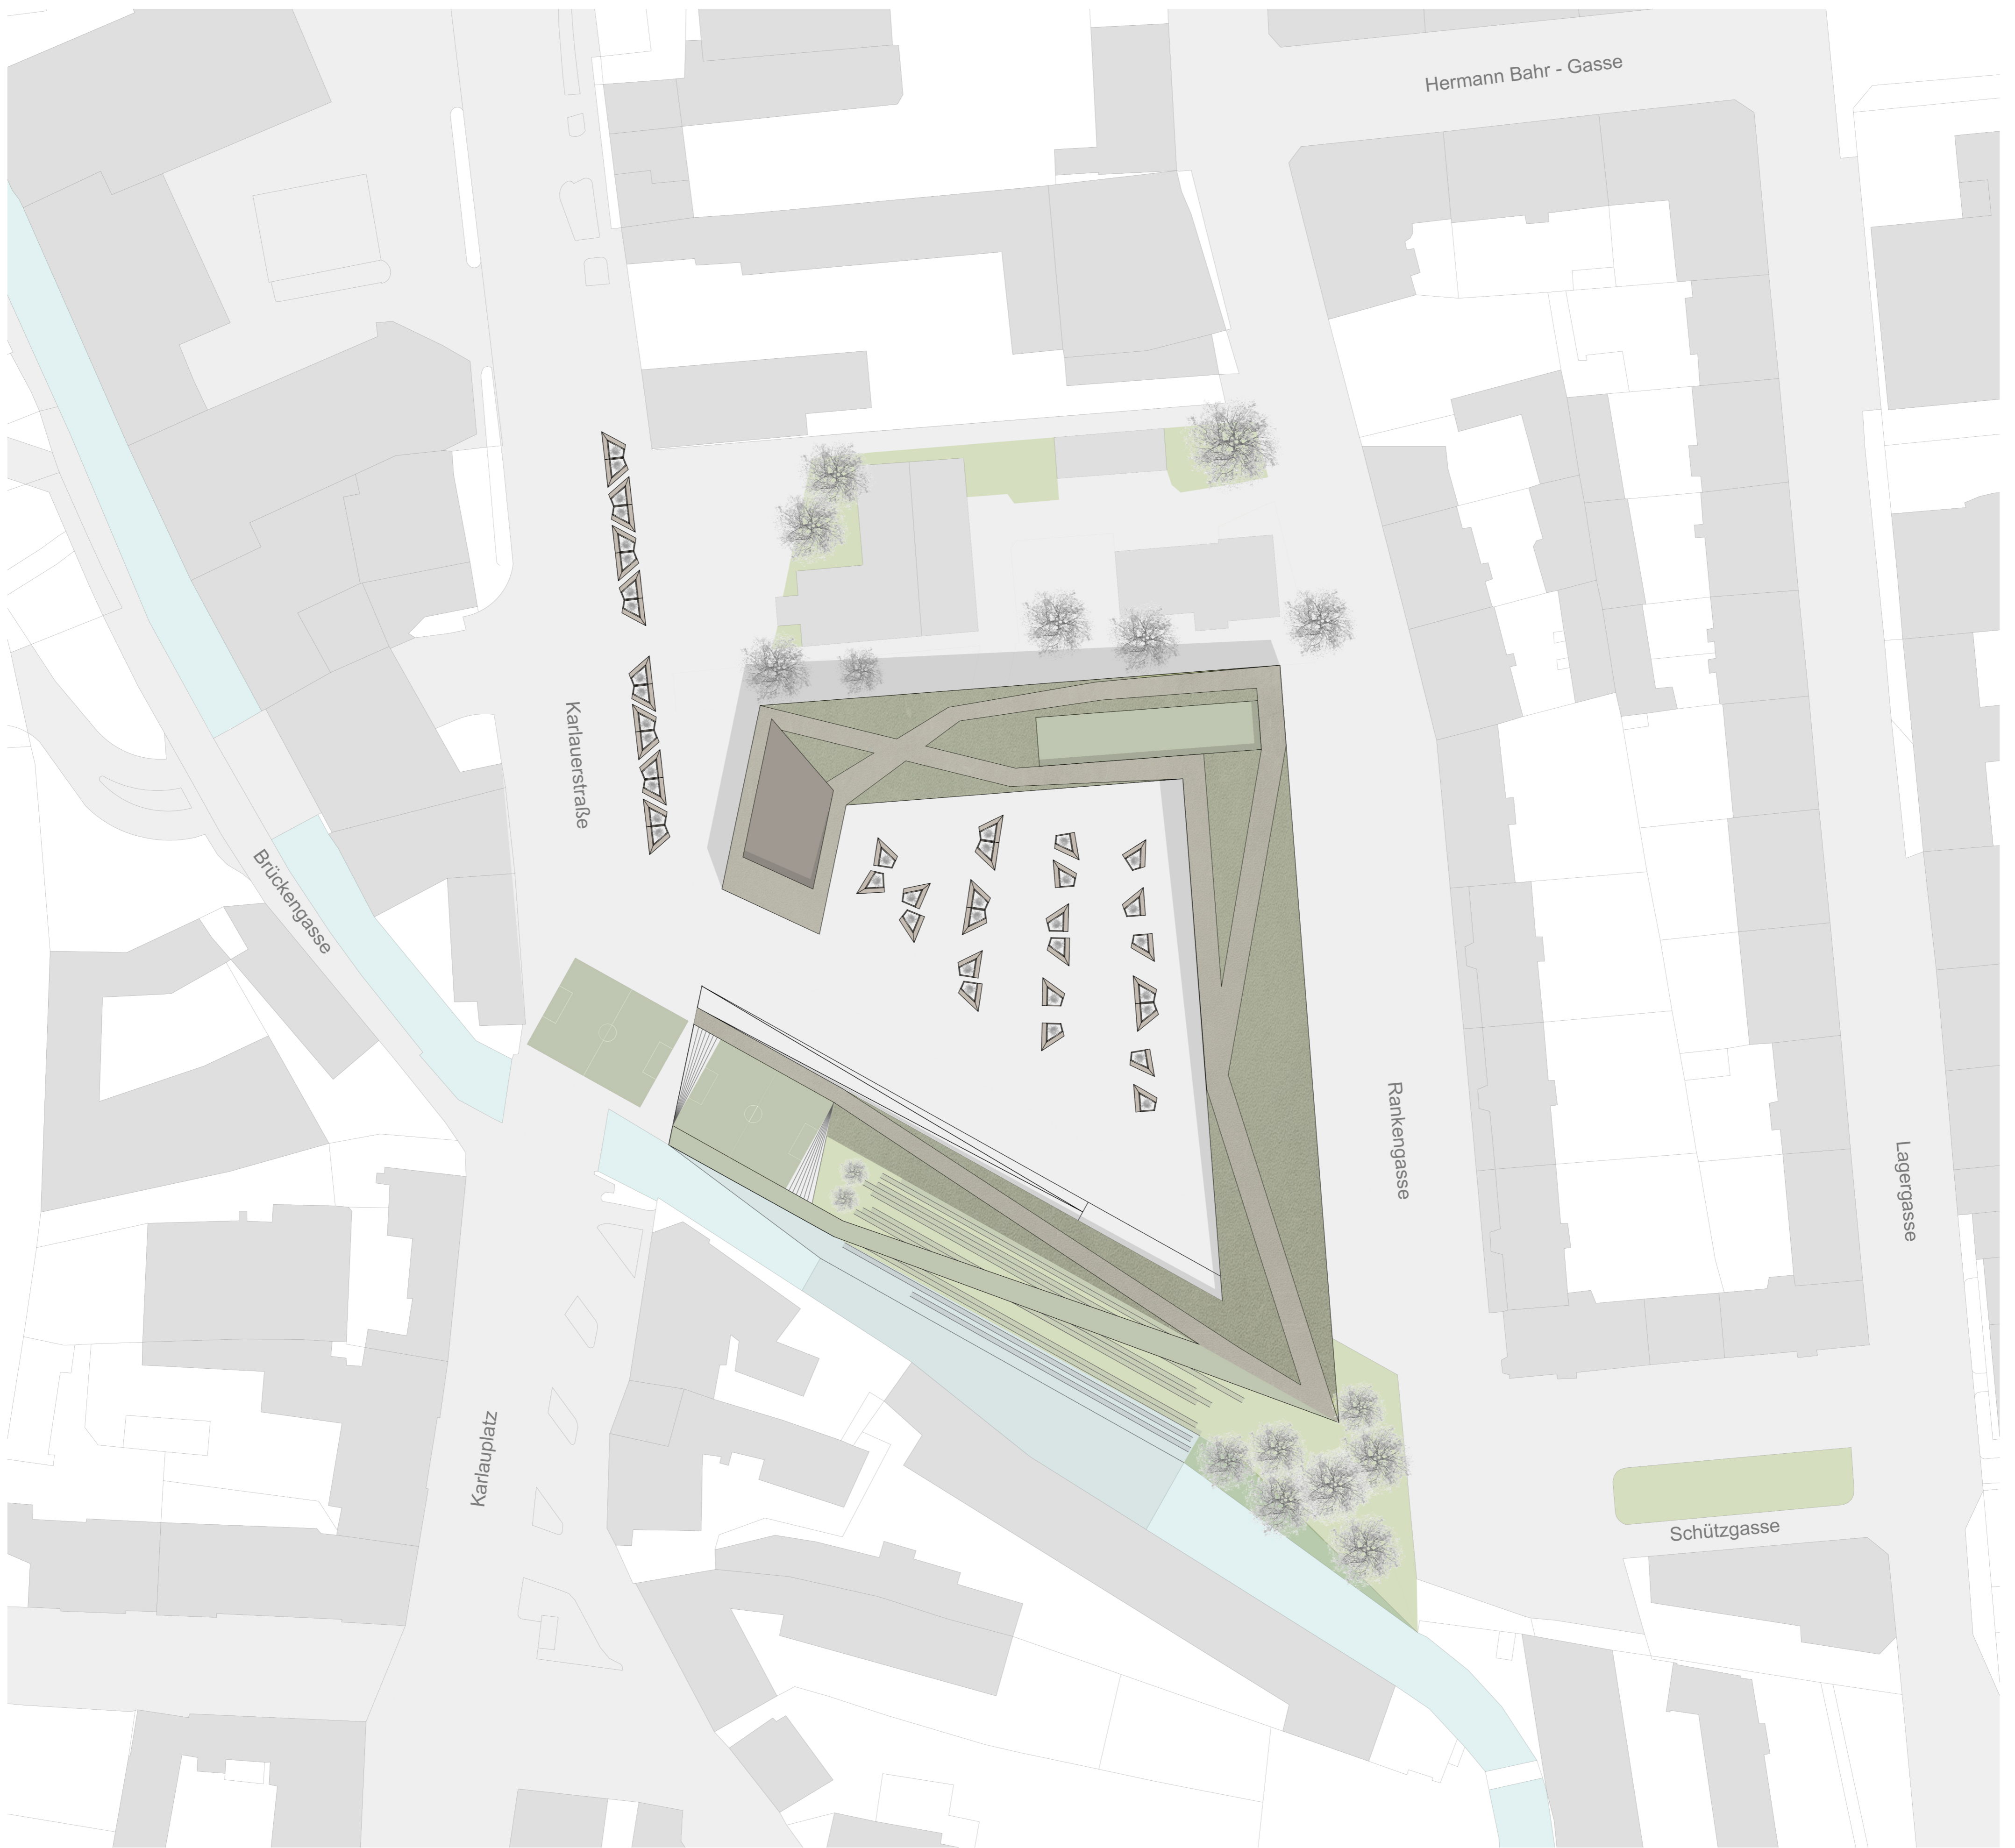 Hermann Bahr - Gasse
Karlauerstraße
Brückengasse
Rankengasse
Lagergasse
Karlauplatz
Schützgasse